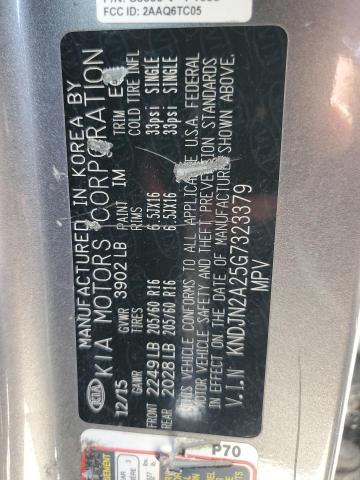 FCC ID: 2AAQ6TC05
MANUFACTURED IN KOREA BY
KIA MOTORS CORPORATION
KIA
12/15 GVWR 3902 LB PAINT IM TRIM
GAWR TIRES RIMS COLD TIRE INFL
FRONT 2249LB 205/60 R16 6.5JX16 33psi SINGLE
REAR 2028LB 205/60 R16 6.5JX16 33psi SINGLE
THIS VEHICLE CONFORMS TO ALL APPLICABLE U.S.A. FEDERAL
MOTOR VEHICLE SAFETY AND THEFT PREVENTION STANDARDS
IN EFFECT ON THE DATE OF MANUFACTURE SHOWN ABOVE.
V.I.N KNDJN2A25G7323379
MPV
P70